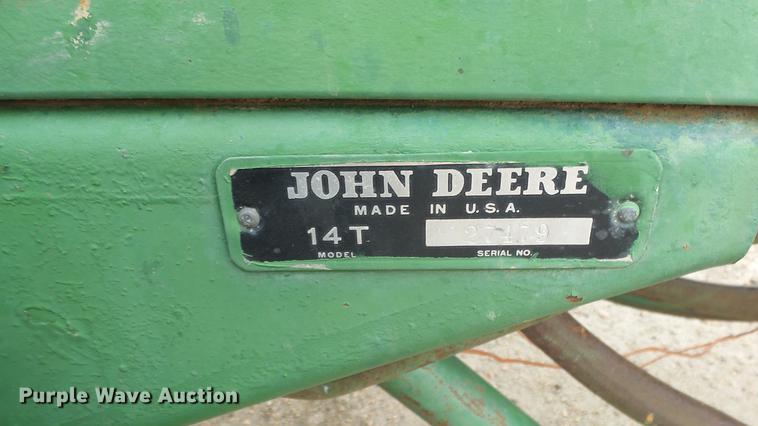 JOHN DEERE
MADE IN U.S.A.
14T
MODEL
SERIAL NO.
Purple Wave Auction